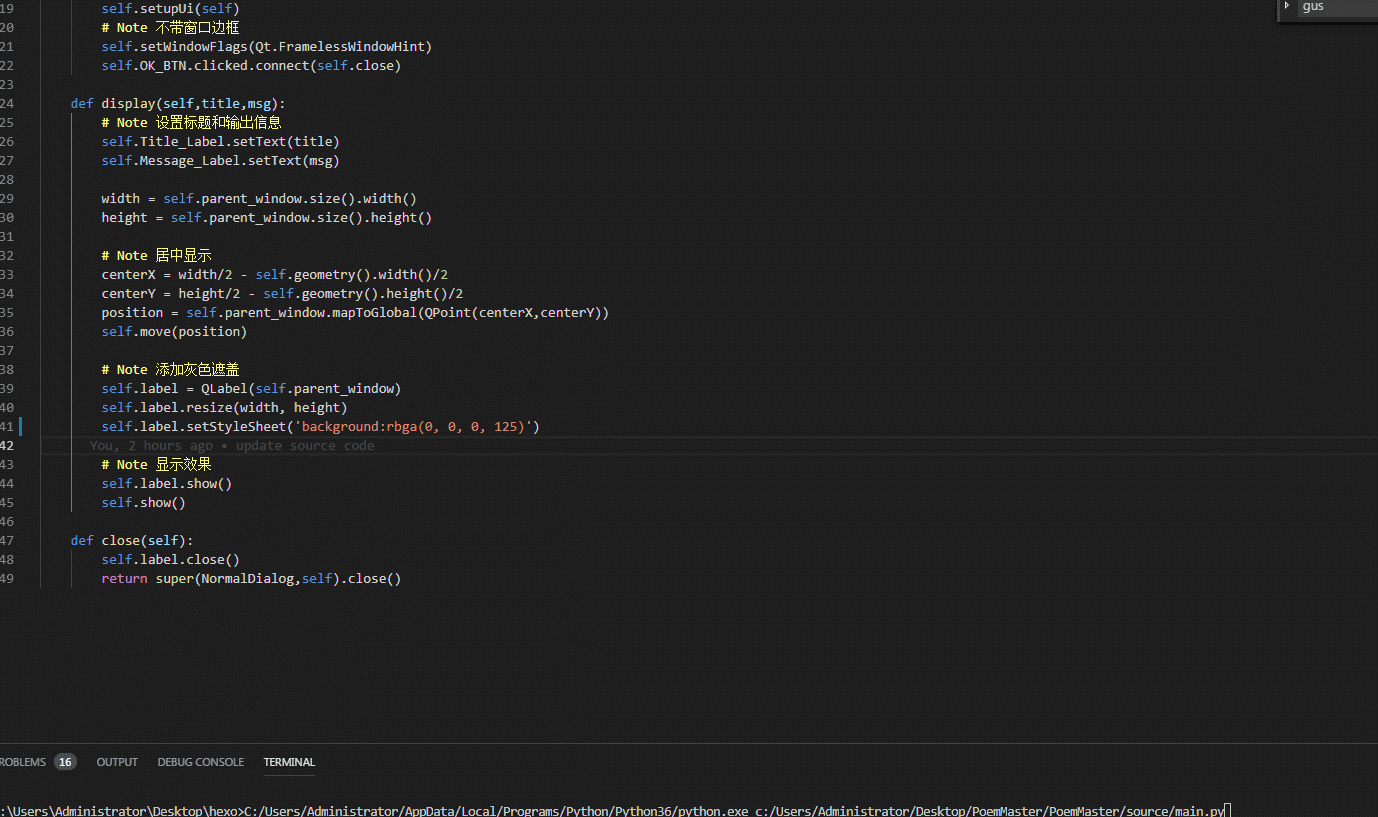 gus
19 self.setupUi(self)
20 # Note 不带窗口边框
21 self.setWindowFlags(Qt.FramelessWindowHint)
22 self.OK_BTN.clicked.connect(self.close)
23
24 def display(self,title,msg):
25 # Note 设置标题和输出信息
26 self.Title_Label.setText(title)
27 self.Message_Label.setText(msg)
28
29 width = self.parent_window.size().width()
30 height = self.parent_window.size().height()
31
32 # Note 居中显示
33 centerX = width/2 - self.geometry().width()/2
34 centerY = height/2 - self.geometry().height()/2
35 position = self.parent_window.mapToGlobal(QPoint(centerX,centerY))
36 self.move(position)
37
38 # Note 添加灰色遮盖
39 self.label = QLabel(self.parent_window)
40 self.label.resize(width, height)
41 self.label.setStyleSheet('background:rbga(0, 0, 0, 125)')
42 You, 2 hours ago • update source code
43 # Note 显示效果
44 self.label.show()
45 self.show()
46
47 def close(self):
48 self.label.close()
49 return super(NormalDialog,self).close()
ROBLEMS 16 OUTPUT DEBUG CONSOLE TERMINAL
:\Users\Administrator\Desktop\hexo>C:/Users/Administrator/AppData/Local/Programs/Python/Python36/python.exe c:/Users/Administrator/Desktop/PoemMaster/PoemMaster/source/main.py